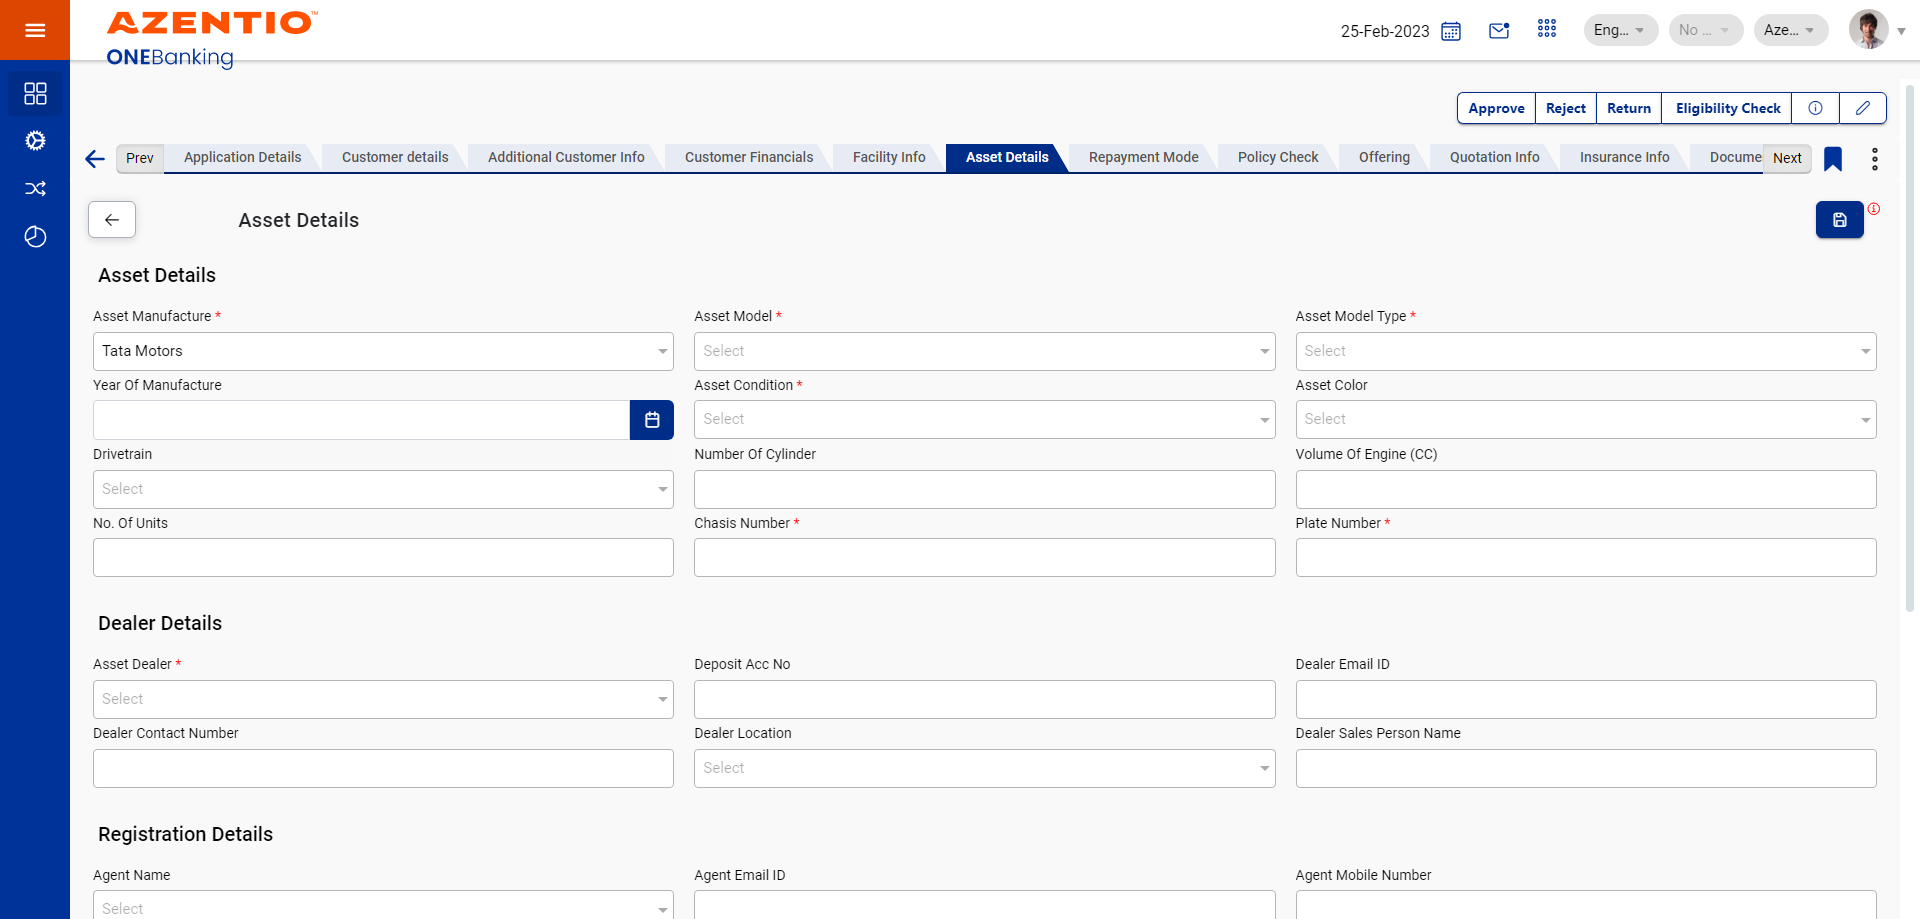 AZENTIO™
ONEBanking
25-Feb-2023
Eng...
No ...
Aze...
Approve
Reject
Return
Eligibility Check
Prev
Application Details
Customer details
Additional Customer Info
Customer Financials
Facility Info
Asset Details
Repayment Mode
Policy Check
Offering
Quotation Info
Insurance Info
Docume
Next
Asset Details
Asset Details
Asset Manufacture *
Asset Model *
Asset Model Type *
Tata Motors
Select
Select
Year Of Manufacture
Asset Condition *
Asset Color
Select
Select
Drivetrain
Number Of Cylinder
Volume Of Engine (CC)
Select
No. Of Units
Chasis Number *
Plate Number *
Dealer Details
Asset Dealer *
Deposit Acc No
Dealer Email ID
Select
Dealer Contact Number
Dealer Location
Dealer Sales Person Name
Select
Registration Details
Agent Name
Agent Email ID
Agent Mobile Number
Select